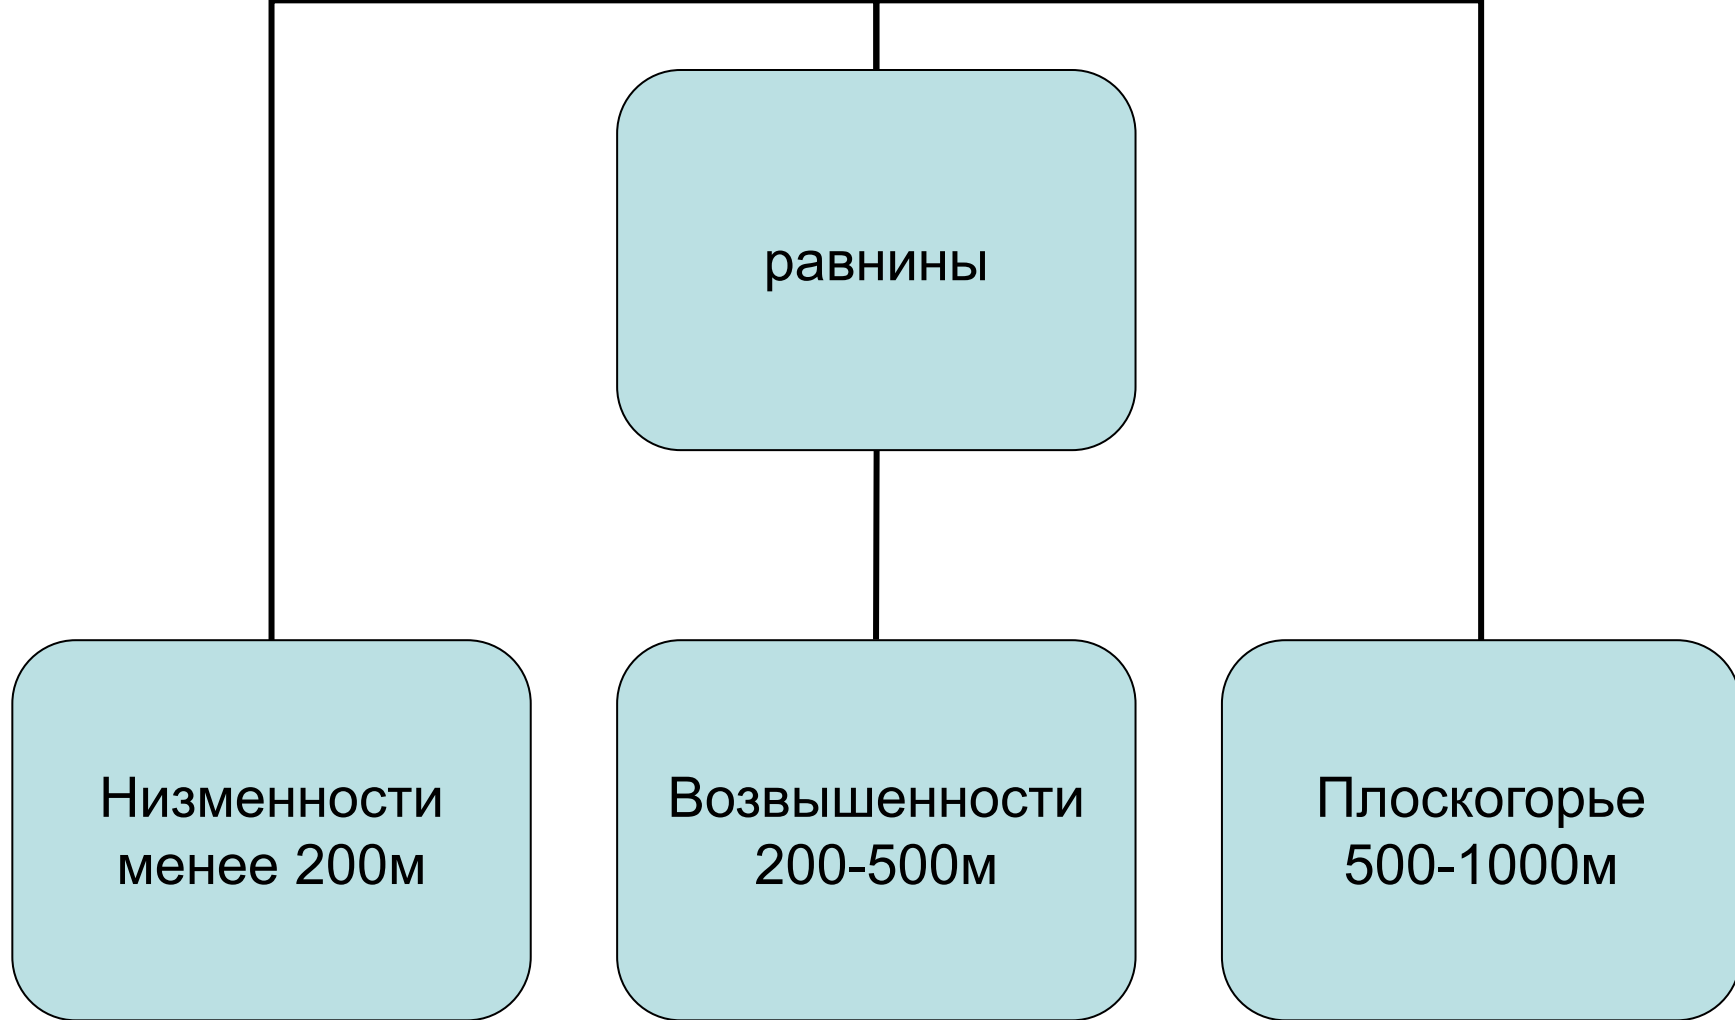 равнины
Низменности
менее 200м
Возвышенности
200-500м
Плоскогорье
500-1000м